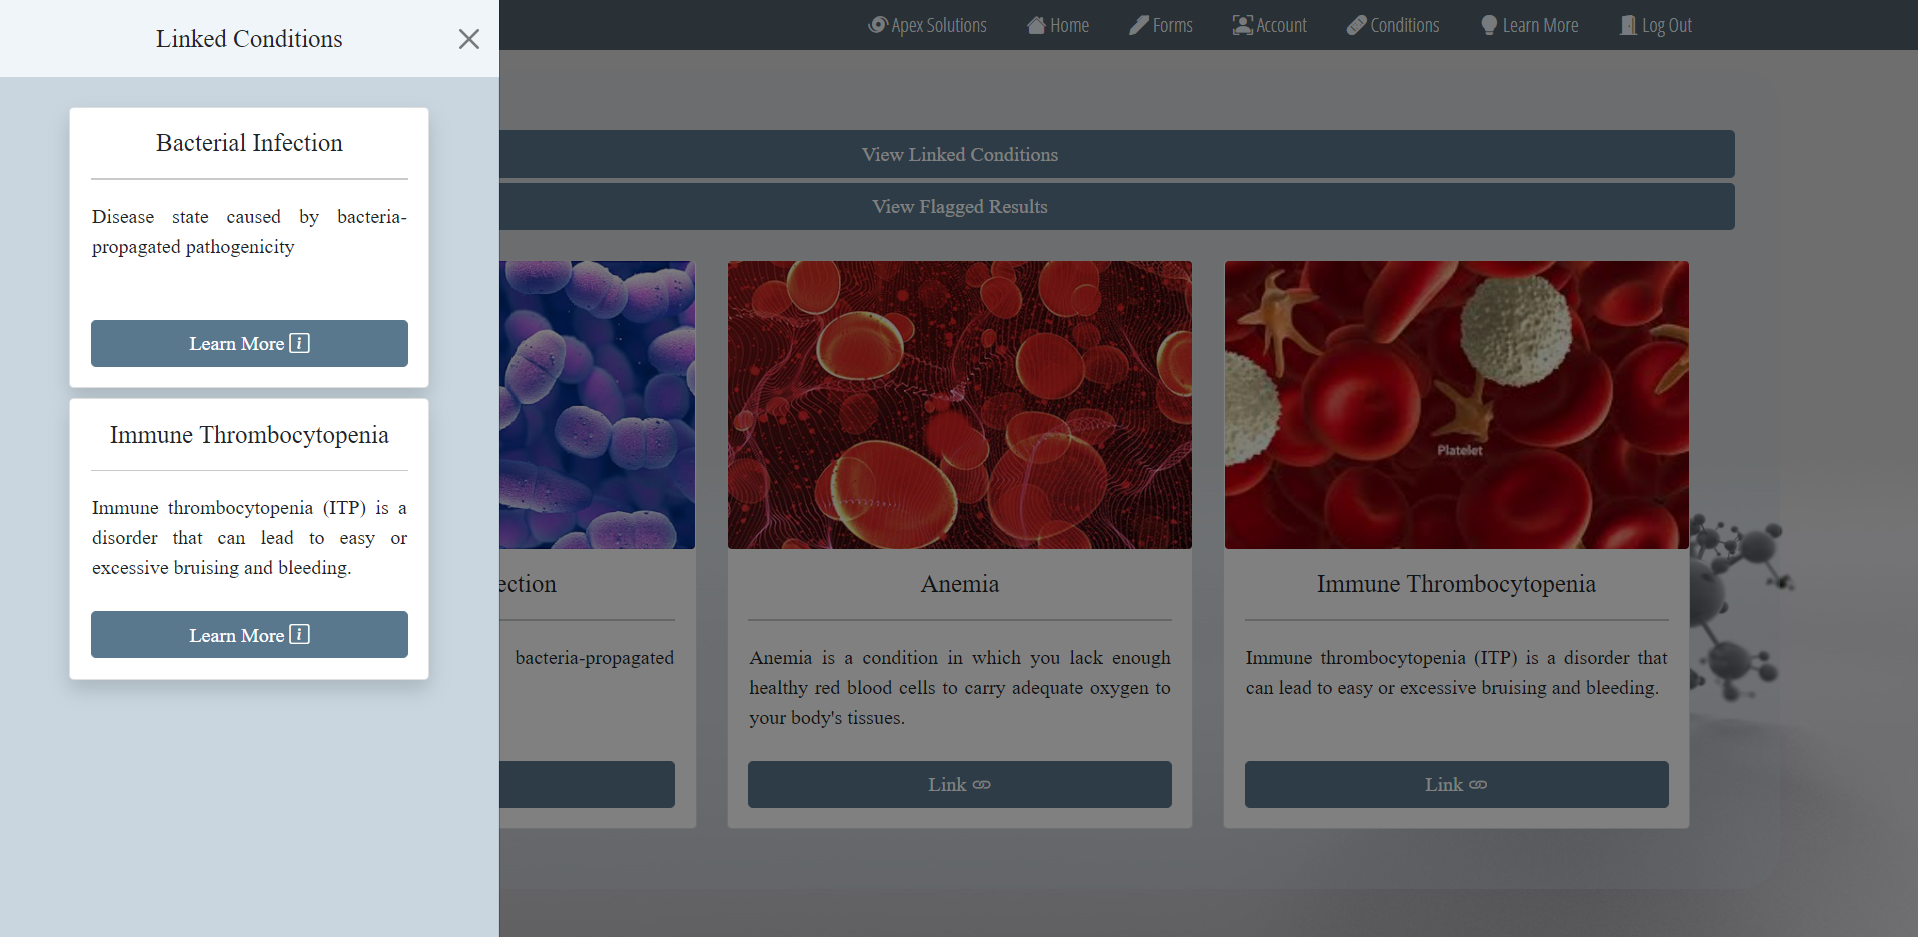 Linked Conditions
Apex Solutions
Home
Forms
Account
Conditions
Learn More
Log Out
Bacterial Infection
Disease state caused by bacteria-
propagated pathogenicity
Learn More
Immune Thrombocytopenia
Immune thrombocytopenia (ITP) is a
disorder that can lead to easy or
excessive bruising and bleeding.
Learn More
View Linked Conditions
View Flagged Results
ection
bacteria-propagated
Anemia
Anemia is a condition in which you lack enough
healthy red blood cells to carry adequate oxygen to
your body's tissues.
Link
Platelet
Immune Thrombocytopenia
Immune thrombocytopenia (ITP) is a disorder that
can lead to easy or excessive bruising and bleeding.
Link